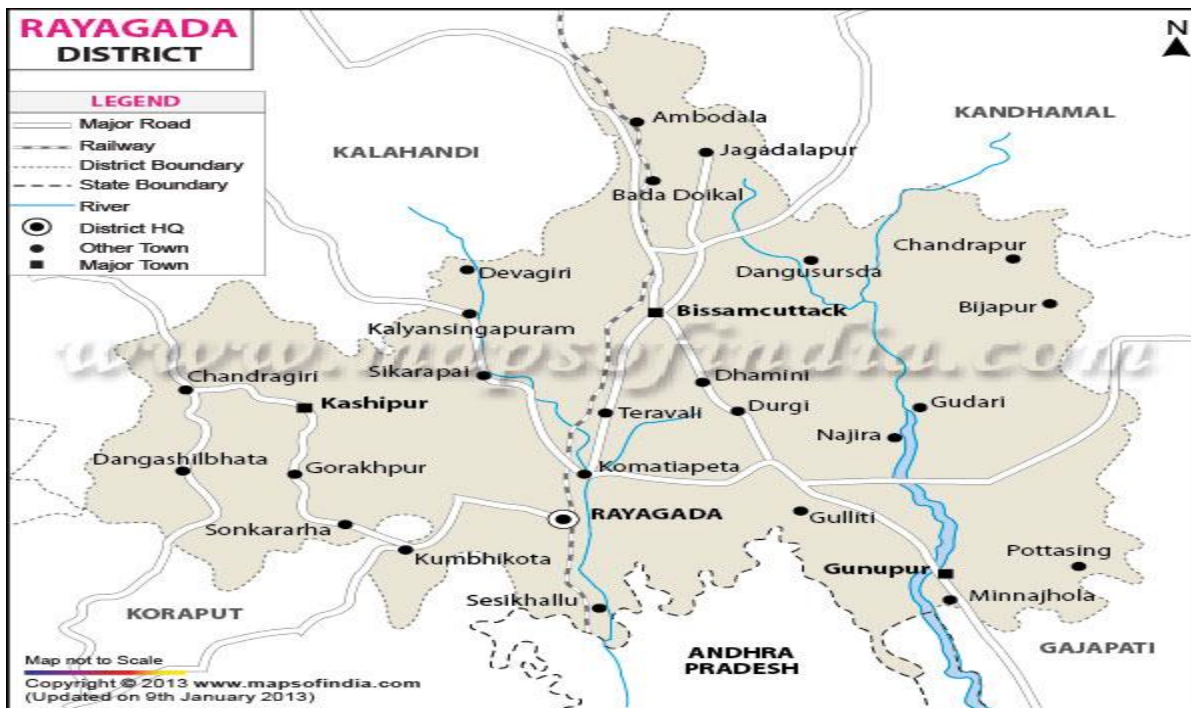 RAYAGADA
DISTRICT
N
LEGEND
Major Road
Railway
District Boundary
State Boundary
River
District HQ
Other Town
Major Town
KALAHANDI
KANDHAMAL
Ambodala
Jagadalapur
Bada Doikal
Devagiri
Dangusursda
Chandrapur
Kalyansingapuram
Bissamcuttack
Bijapur
www.mapsofindia.com
Chandragiri
Sikarapai
Dhamini
Kashipur
Teravali
Durgi
Gudari
Najira
Dangashilbhata
Gorakhpur
Komatiapeta
Sonkararha
RAYAGADA
Gulliti
Kumbhikota
Pottasing
Gunupur
Sesikhallu
Minnajhola
KORAPUT
ANDHRA
PRADESH
GAJAPATI
Map not to Scale
Copyright © 2013 www.mapsofindia.com
(Updated on 9th January 2013)